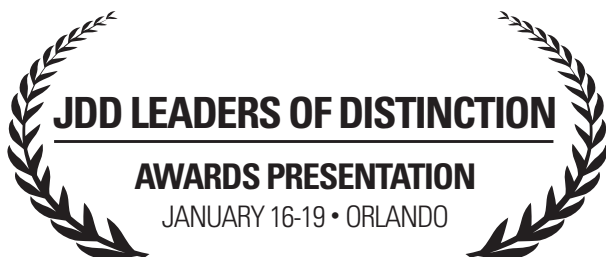 JDD LEADERS OF DISTINCTION
AWARDS PRESENTATION
JANUARY 16-19 • ORLANDO